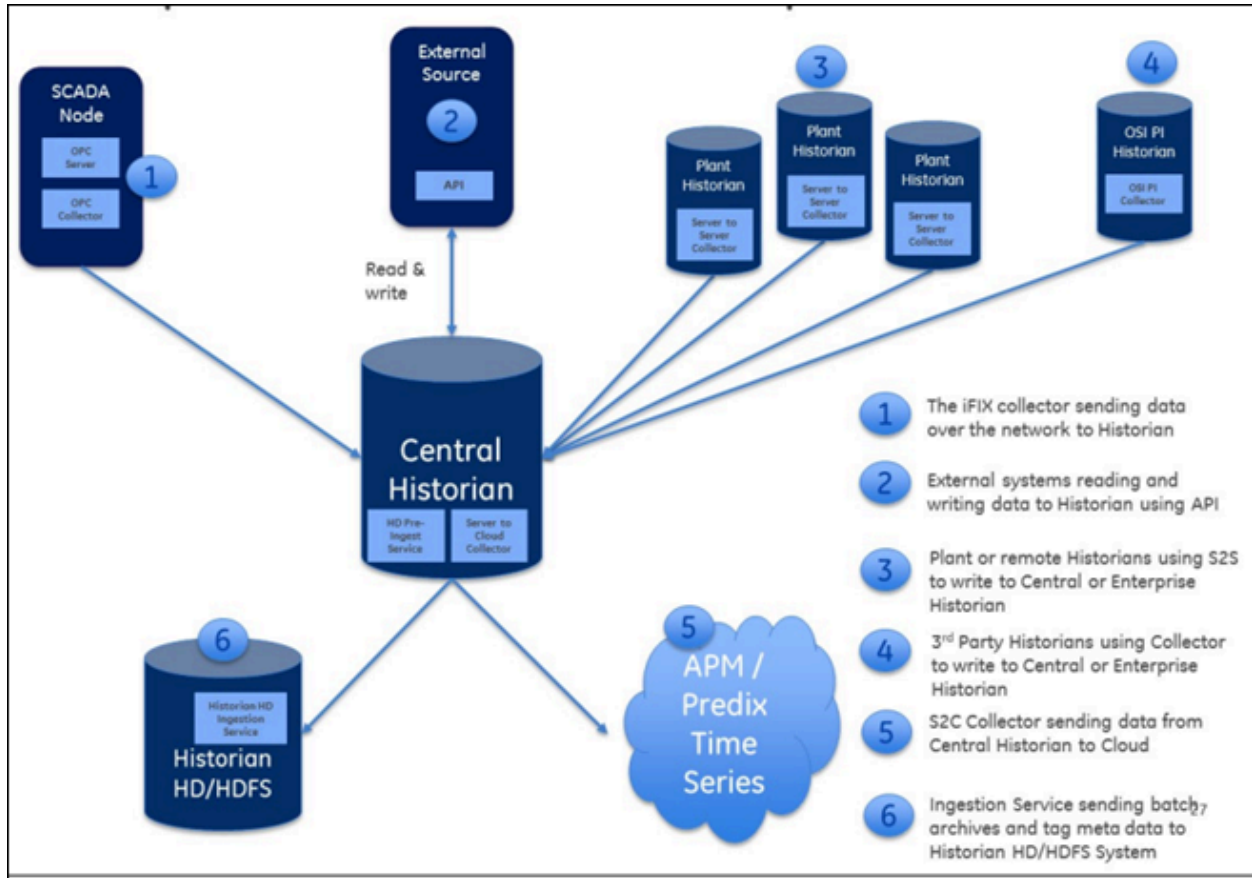 SCADA
Node
OPC
Server
OPC
Collector
1
External
Source
2
API
Read &
write
3
Plant
Historian
Server to
Server
Collector
Plant
Historian
Server to
Server
Collector
Plant
Historian
Server to
Server
Collector
4
OSI PI
Historian
OSI PI
Collector
Central
Historian
HD Pre-
Ingest
Service
Server to
Cloud
Collector
6
Historian HD
Ingestion
Service
Historian
HD/HDFS
5
APM /
Predix
Time
Series
1
The iFIX collector sending data
over the network to Historian
2
External systems reading and
writing data to Historian using API
3
Plant or remote Historians using S2S
to write to Central or Enterprise
Historian
4
3rd Party Historians using Collector
to write to Central or Enterprise
Historian
5
S2C Collector sending data from
Central Historian to Cloud
6
Ingestion Service sending batch
27
archives and tag meta data to
Historian HD/HDFS System